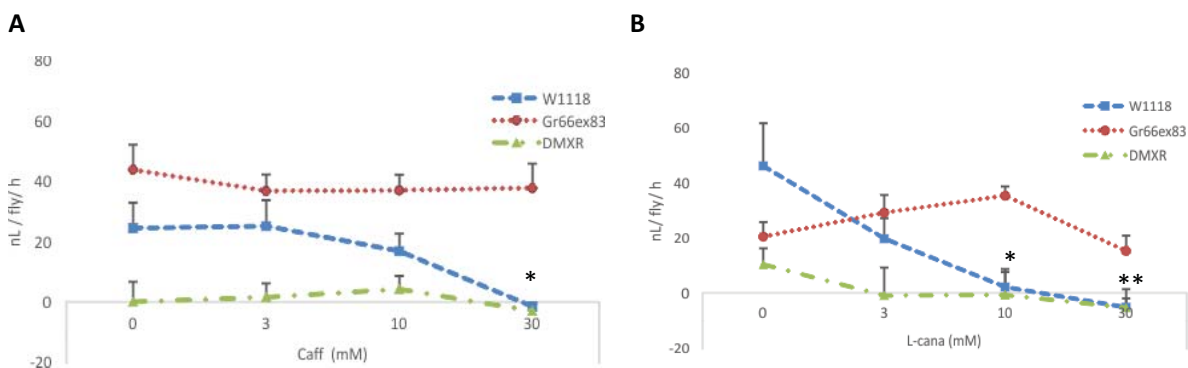 A
80
60
40
20
0
-20
nL / fly/ h
W1118
Gr66ex83
DMXR
*
0 3 10 30
Caff (mM)
B
80
60
40
20
0
-20
nL/ fly/ h
W1118
Gr66ex83
DMXR
*
**
0 3 10 30
L-cana (mM)